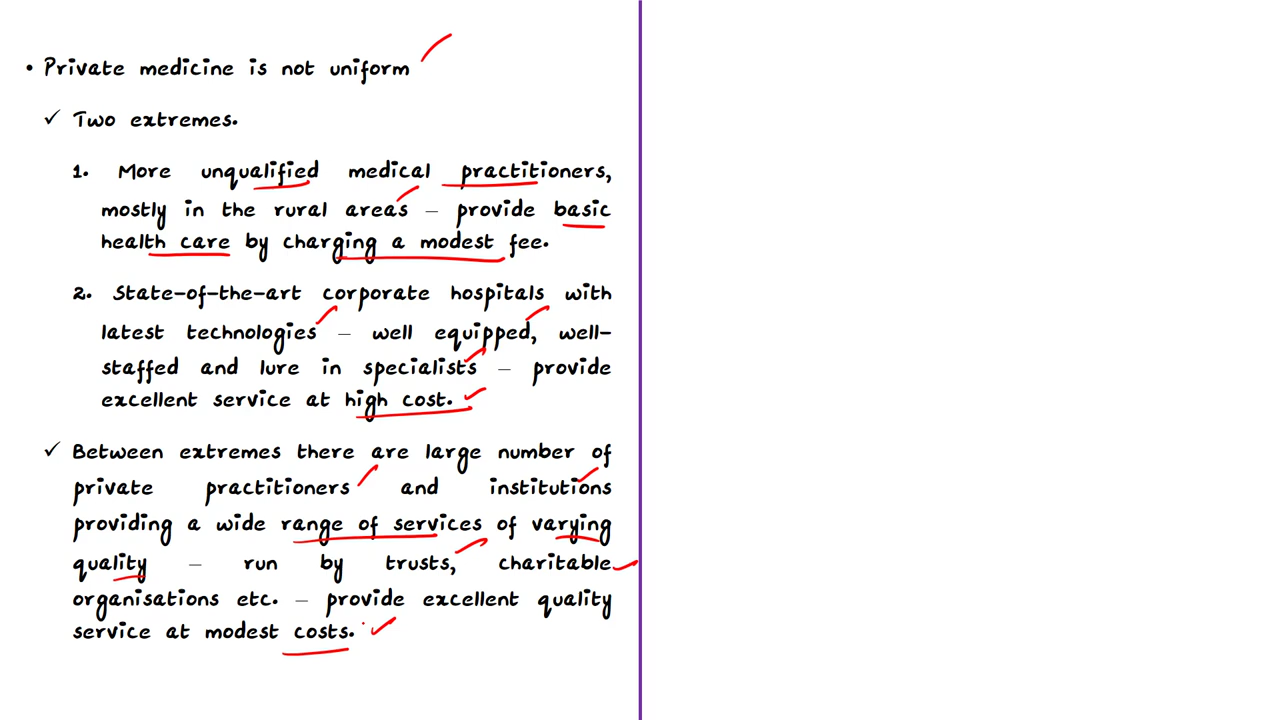 • Private medicine is not uniform
✓ Two extremes.
1. More unqualified medical practitioners,
mostly in the rural areas – provide basic
health care by charging a modest fee.
2. State-of-the-art corporate hospitals with
latest technologies – well equipped, well-
staffed and lure in specialists – provide
excellent service at high cost.
✓ Between extremes there are large number of
private practitioners and institutions
providing a wide range of services of varying
quality – run by trusts, charitable
organisations etc. – provide excellent quality
service at modest costs.